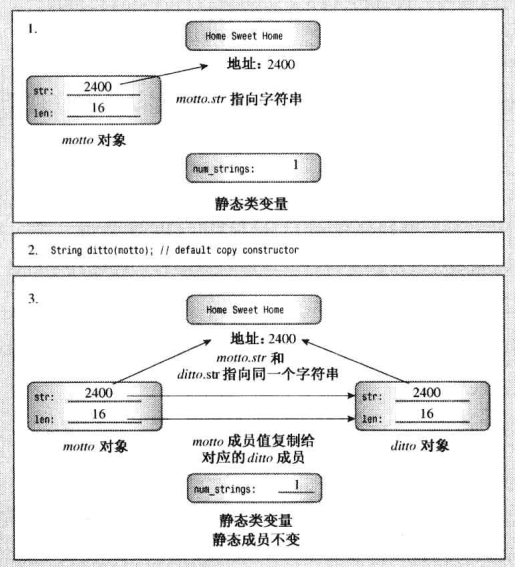 1.
Home Sweet Home
地址: 2400
str: 2400
len: 16
motto.str 指向字符串
motto 对象
num_strings: 1
静态类变量
2. String ditto(motto); // default copy constructor
3.
Home Sweet Home
地址: 2400
motto.str 和
ditto.str 指向同一个字符串
str: 2400
len: 16
str: 2400
len: 16
motto 对象
motto 成员值复制给
对应的 ditto 成员
ditto 对象
num_strings: 1
静态类变量
静态成员不变